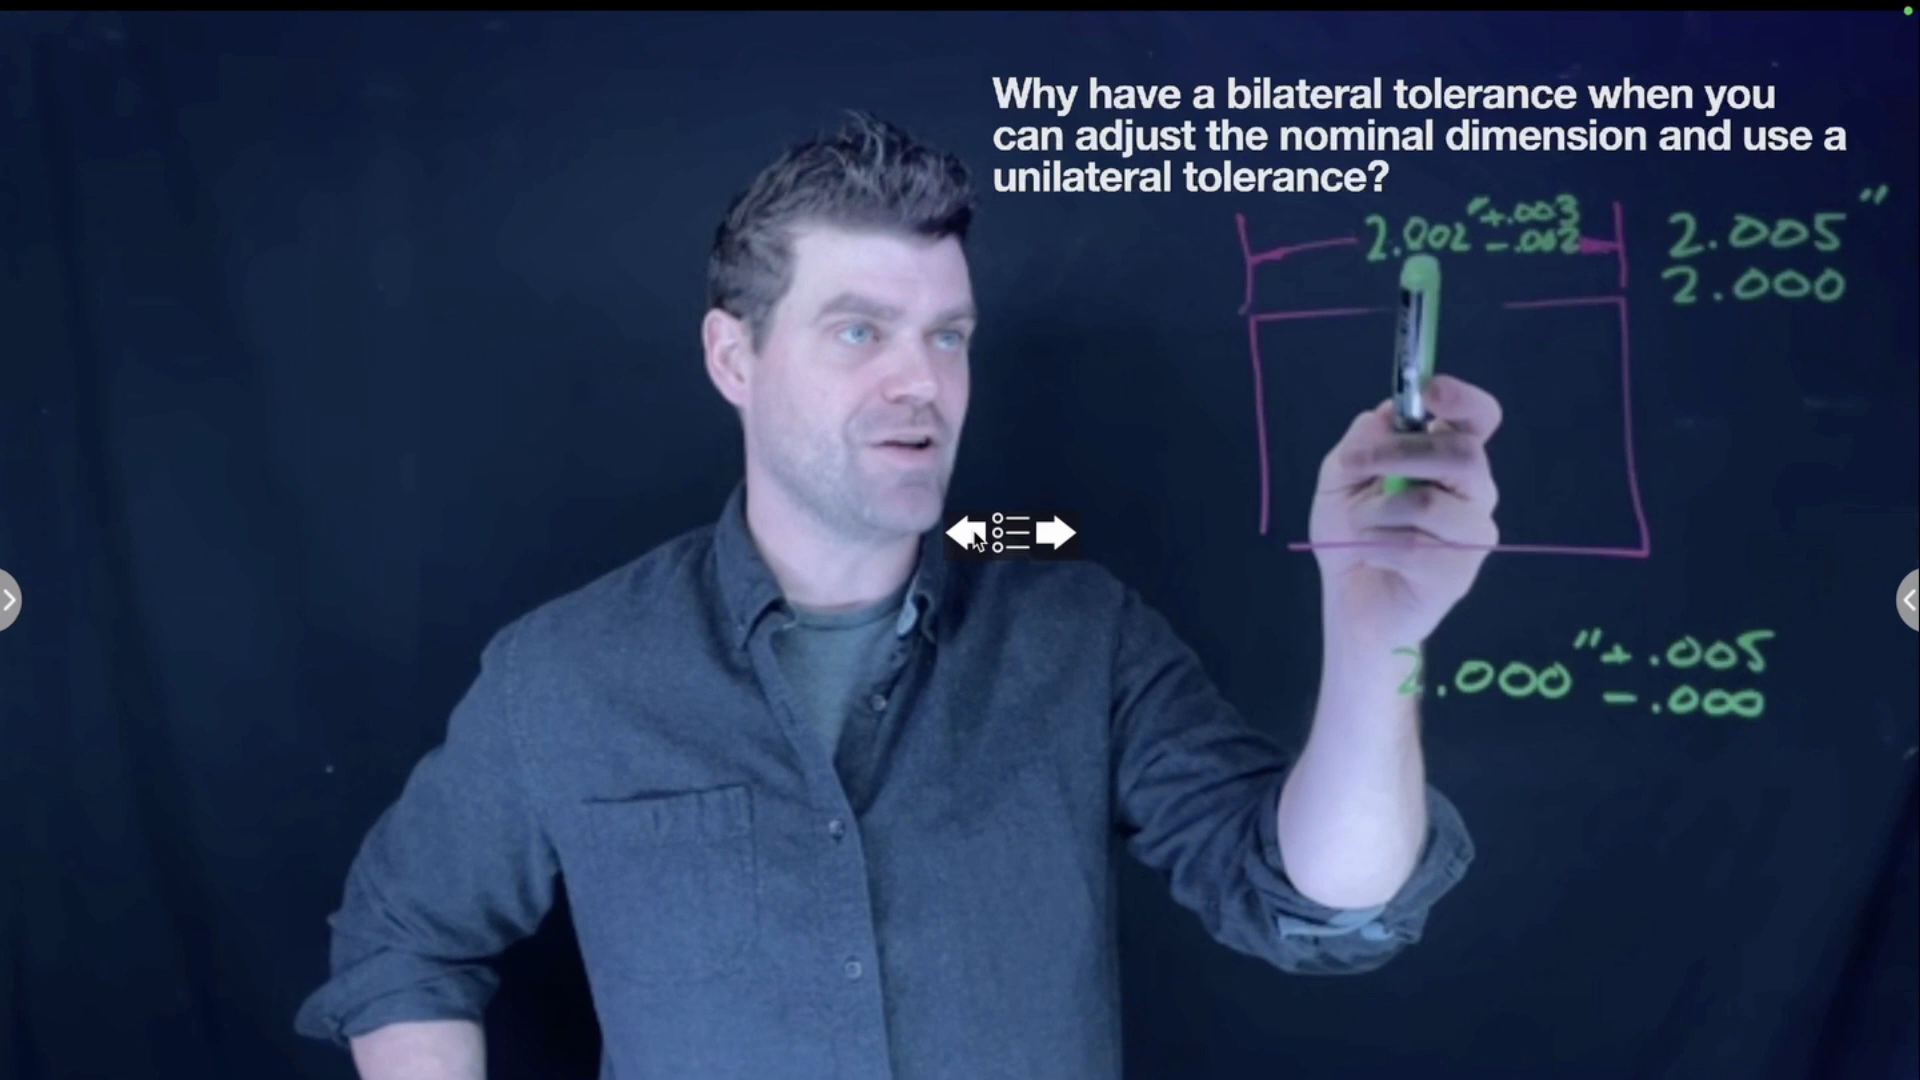 Why have a bilateral tolerance when you
can adjust the nominal dimension and use a
unilateral tolerance?
2.002" +.003
-.002
2.005"
2.000
2.000" + .005
- .000